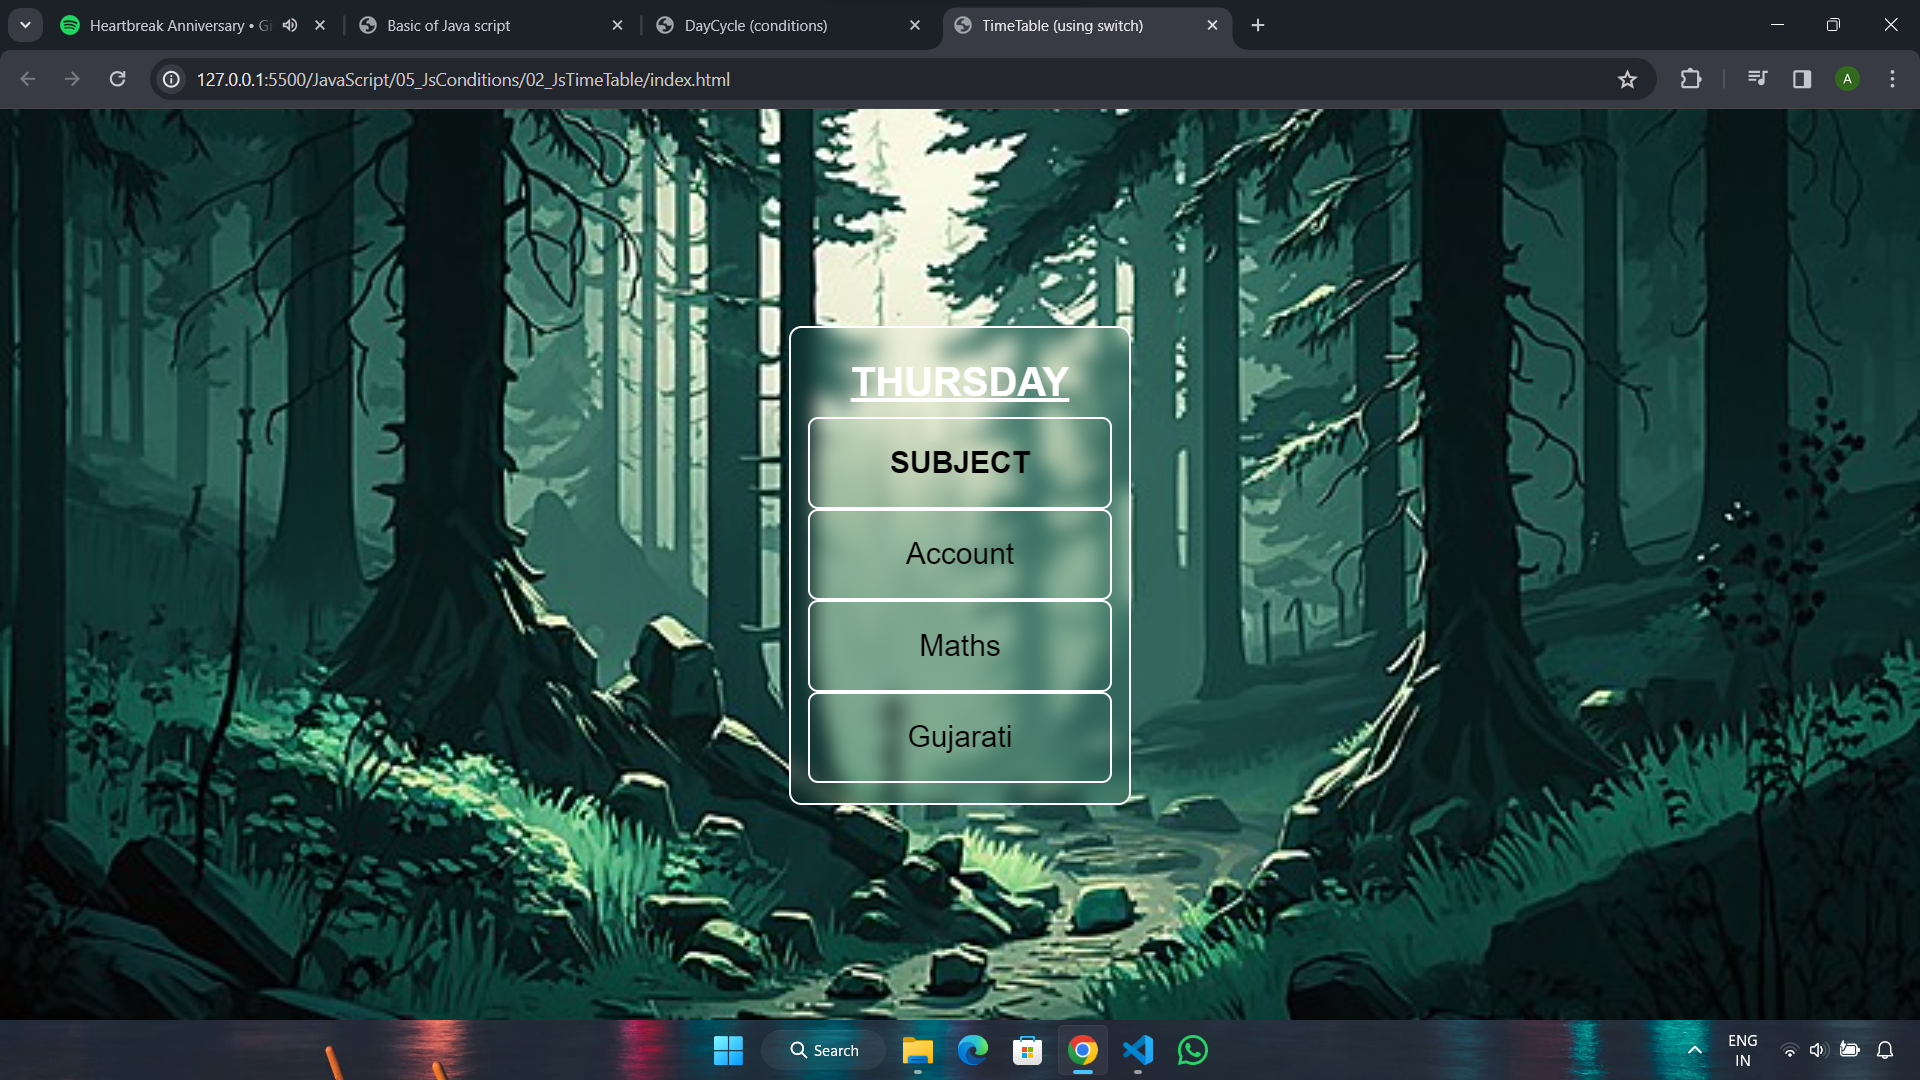 Heartbreak Anniversary • Gi
Basic of Java script
DayCycle (conditions)
TimeTable (using switch)
127.0.0.1:5500/JavaScript/05_JsConditions/02_JsTimeTable/index.html
A
THURSDAY
SUBJECT
Account
Maths
Gujarati
Search
ENG
IN